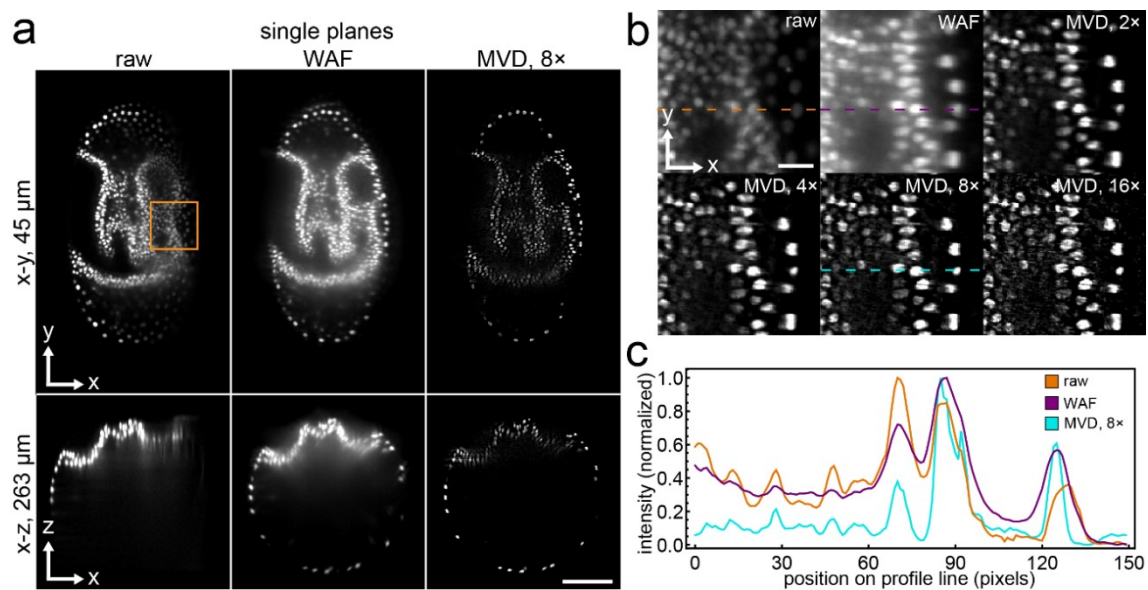 a
single planes
raw
WAF
MVD, 8×
x-y, 45 μm
y
x
x-z, 263 μm
z
x
b
raw
WAF
MVD, 2×
y
x
MVD, 4×
MVD, 8×
MVD, 16×
c
intensity (normalized)
1.0
0.8
0.6
0.4
0.2
0.0
raw
WAF
MVD, 8×
0
30
60
90
120
150
position on profile line (pixels)